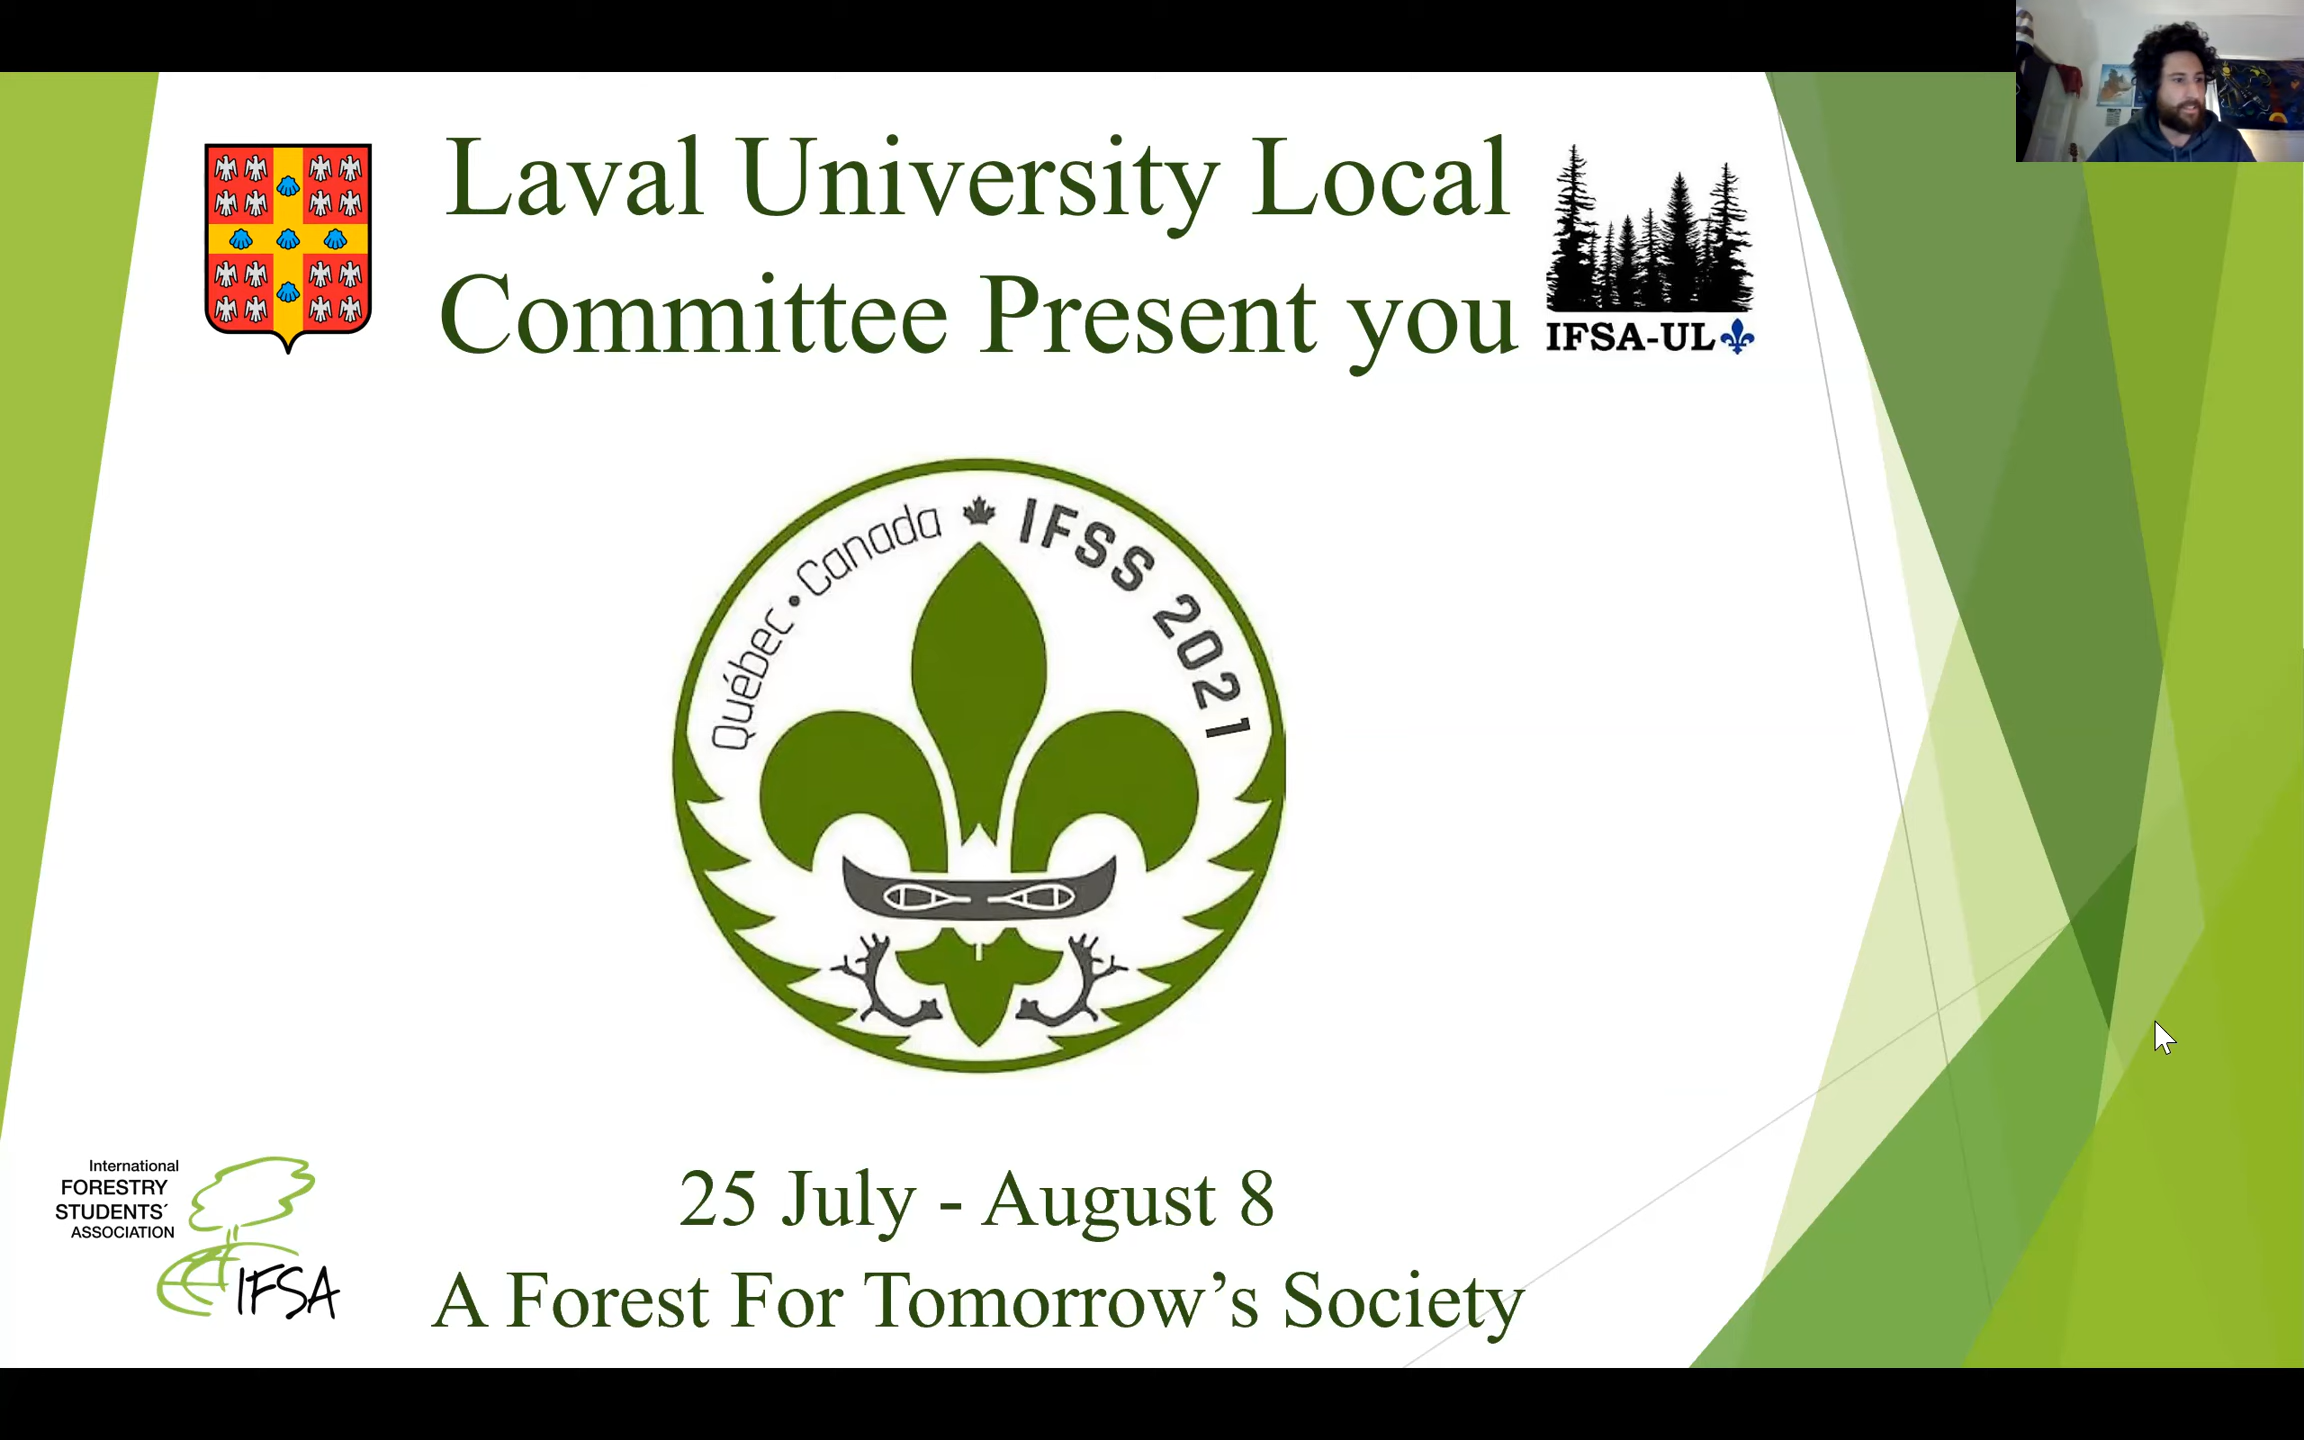 Laval University Local
Committee Present you
IFSA-UL
Québec • Canada IFSS 2021
International
FORESTRY
STUDENTS´
ASSOCIATION
IFSA
25 July - August 8
A Forest For Tomorrow’s Society